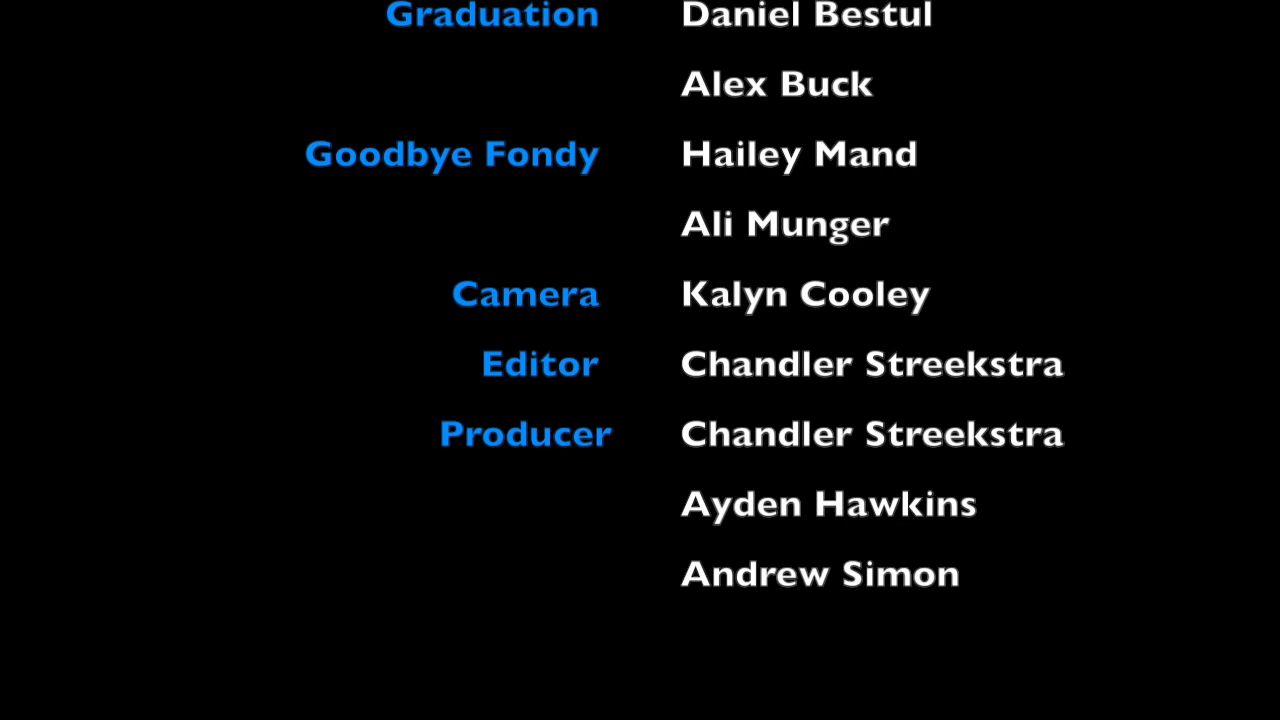 Graduation Daniel Bestul
Alex Buck
Goodbye Fondy Hailey Mand
Ali Munger
Camera Kalyn Cooley
Editor Chandler Streekstra
Producer Chandler Streekstra
Ayden Hawkins
Andrew Simon